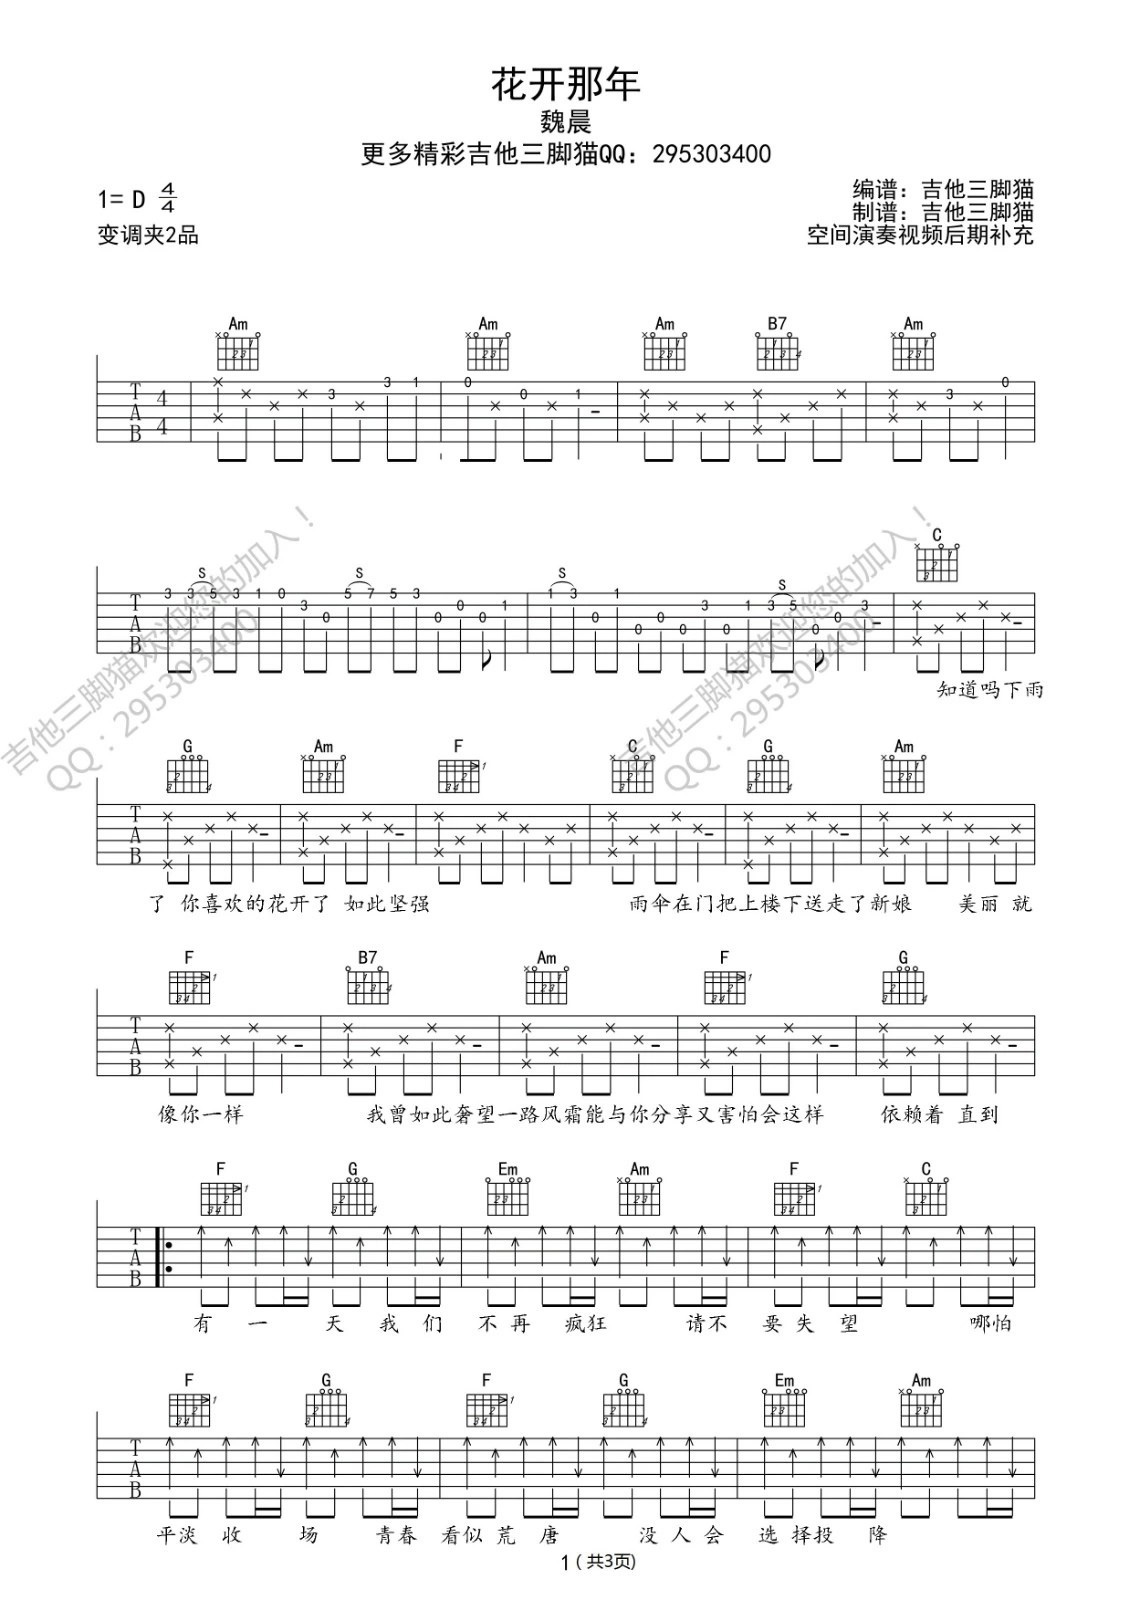 花开那年
魏晨
更多精彩吉他三脚猫QQ：295303400
1= D 4/4
编谱：吉他三脚猫
制谱：吉他三脚猫
变调夹2品
空间演奏视频后期补充
Am Am Am B7 Am
T A B 4 4 3 3 1 0 0 1 3 0
吉他三脚猫欢迎您的加入！
QQ：295303400
吉他三脚猫欢迎您的加入！
QQ：295303400
C
S S S S
3 3 5 3 1 0 3 0 5 7 5 3 0 0 0 1 1 3 0 1 0 0 0 3 0 1 3 5 0 0 3
T A B
知道吗下雨
G Am F C G Am
T A B
了 你喜欢的花开了 如此坚强 雨伞在门把上楼下送走了新娘 美丽 就
F B7 Am F G
T A B
像你一样 我曾如此奢望一路风霜能与你分享又害怕会这样 依赖着 直到
F G Em Am F C
T A B
有 一 天 我 们 不 再 疯狂 请不 要 失 望 哪怕
F G F G Em Am
T A B
平淡 收 场 青春 看似 荒 唐 没 人 会 选 择投 降
1（共3页)